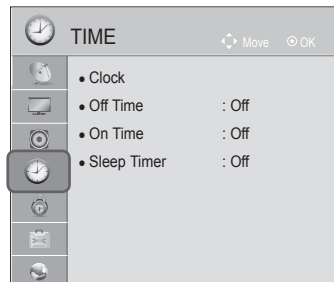 TIME
Move OK
• Clock
• Off Time : Off
• On Time : Off
• Sleep Timer : Off